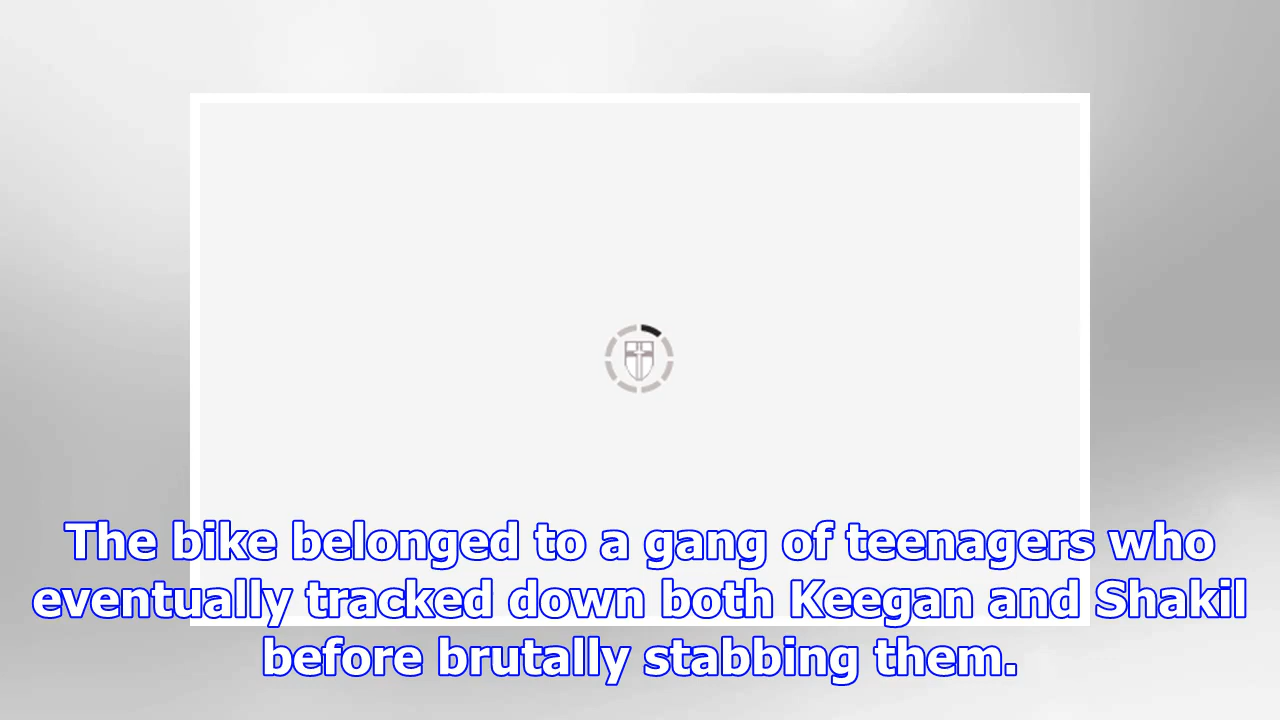 The bike belonged to a gang of teenagers who
eventually tracked down both Keegan and Shakil
before brutally stabbing them.